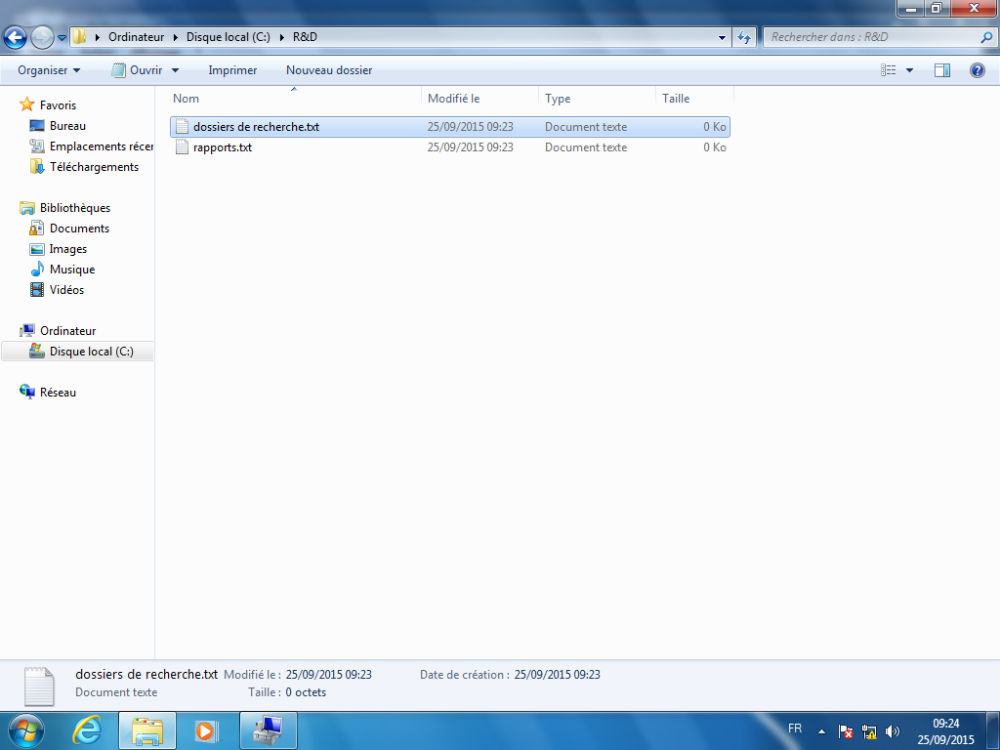 Ordinateur Disque local (C:) R&D Rechercher dans : R&D
Organiser Ouvrir Imprimer Nouveau dossier
Nom Modifié le Type Taille
dossiers de recherche.txt 25/09/2015 09:23 Document texte 0 Ko
rapports.txt 25/09/2015 09:23 Document texte 0 Ko
Favoris
Bureau
Emplacements récer
Téléchargements
Bibliothèques
Documents
Images
Musique
Vidéos
Ordinateur
Disque local (C:)
Réseau
dossiers de recherche.txt Modifié le : 25/09/2015 09:23 Date de création : 25/09/2015 09:23
Document texte Taille : 0 octets
FR 09:24
25/09/2015